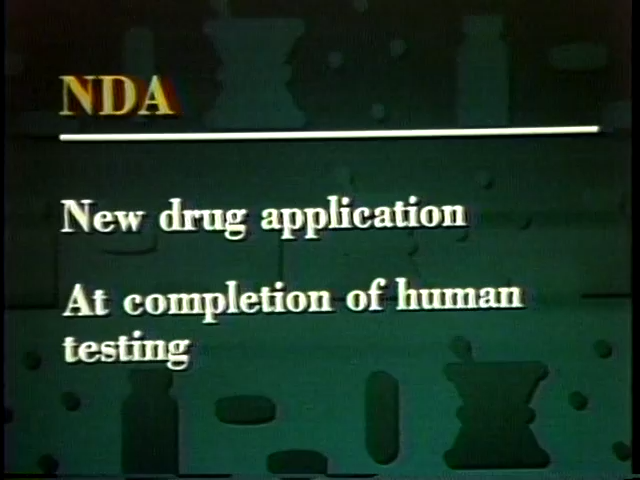 NDA
New drug application
At completion of human
testing